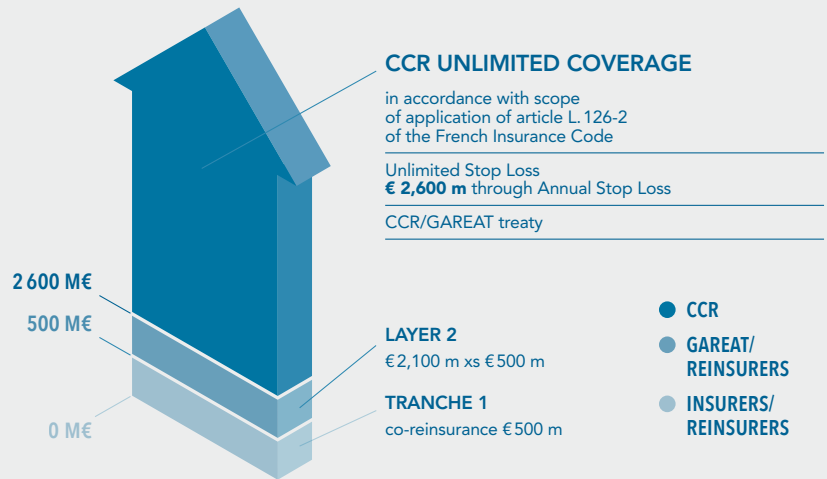 CCR UNLIMITED COVERAGE
in accordance with scope
of application of article L. 126-2
of the French Insurance Code
Unlimited Stop Loss
€ 2,600 m through Annual Stop Loss
CCR/GAREAT treaty
2 600 M€
500 M€
0 M€
LAYER 2
€ 2,100 m xs € 500 m
TRANCHE 1
co-reinsurance € 500 m
CCR
GAREAT/
REINSURERS
INSURERS/
REINSURERS